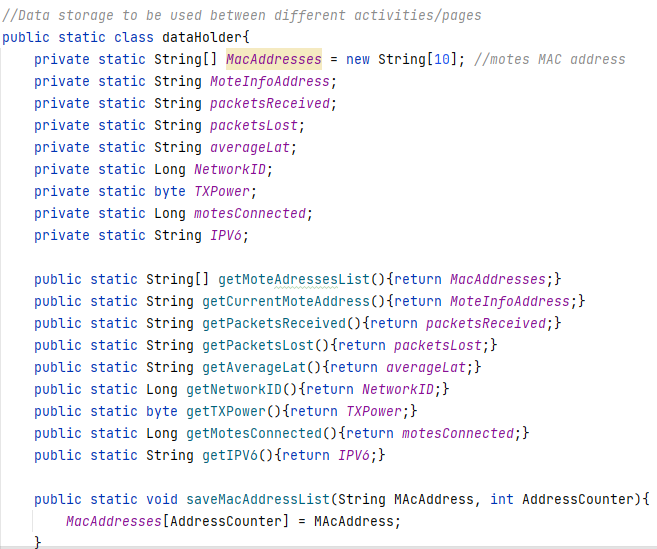 //Data storage to be used between different activities/pages
public static class dataHolder{
    private static String[] MacAddresses = new String[10]; //motes MAC address
    private static String MoteInfoAddress;
    private static String packetsReceived;
    private static String packetsLost;
    private static String averageLat;
    private static Long NetworkID;
    private static byte TXPower;
    private static Long motesConnected;
    private static String IPV6;

    public static String[] getMoteAdressesList(){return MacAddresses;}
    public static String getCurrentMoteAddress(){return MoteInfoAddress;}
    public static String getPacketsReceived(){return packetsReceived;}
    public static String getPacketsLost(){return packetsLost;}
    public static String getAverageLat(){return averageLat;}
    public static Long getNetworkID(){return NetworkID;}
    public static byte getTXPower(){return TXPower;}
    public static Long getMotesConnected(){return motesConnected;}
    public static String getIPV6(){return IPV6;}

    public static void saveMacAddressList(String MAcAddress, int AddressCounter){
        MacAddresses[AddressCounter] = MAcAddress;
    }